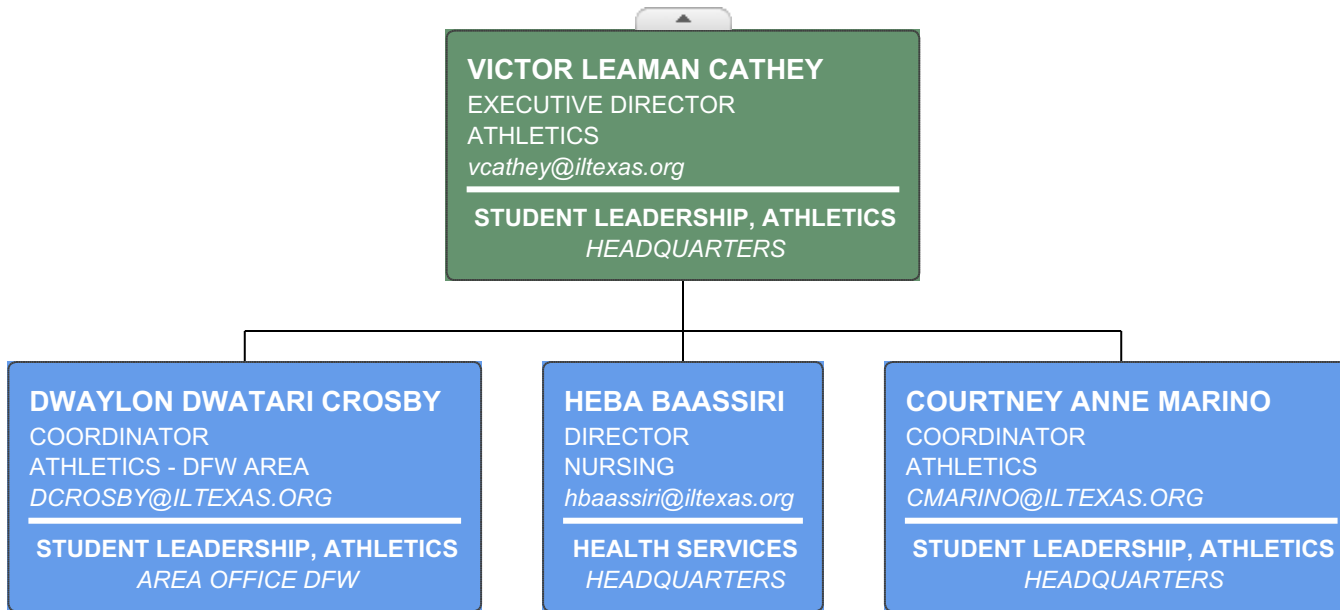 VICTOR LEAMAN CATHEY
EXECUTIVE DIRECTOR
ATHLETICS
vcathey@iltexas.org
STUDENT LEADERSHIP, ATHLETICS
HEADQUARTERS
DWAYLON DWATARI CROSBY
COORDINATOR
ATHLETICS - DFW AREA
DCROSBY@ILTEXAS.ORG
STUDENT LEADERSHIP, ATHLETICS
AREA OFFICE DFW
HEBA BAASSIRI
DIRECTOR
NURSING
hbaassiri@iltexas.org
HEALTH SERVICES
HEADQUARTERS
COURTNEY ANNE MARINO
COORDINATOR
ATHLETICS
CMARINO@ILTEXAS.ORG
STUDENT LEADERSHIP, ATHLETICS
HEADQUARTERS